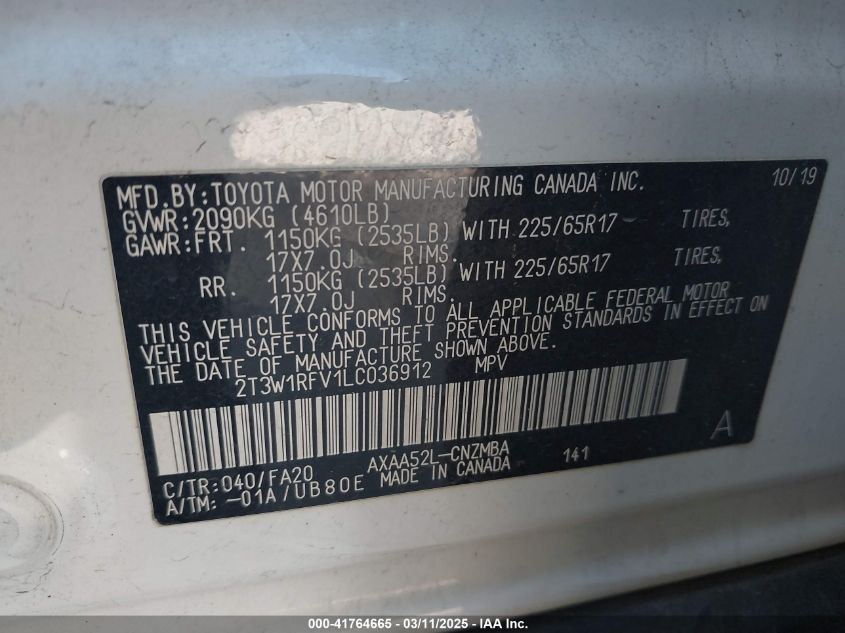 MFD.BY:TOYOTA MOTOR MANUFACTURING CANADA INC. 10/19
GVWR:2090KG (4610LB)
GAWR:FRT. 1150KG (2535LB) WITH 225/65R17 TIRES,
17X7.0J RIMS.
RR. 1150KG (2535LB) WITH 225/65R17 TIRES,
17X7.0J RIMS.
THIS VEHICLE CONFORMS TO ALL APPLICABLE FEDERAL MOTOR
VEHICLE SAFETY AND THEFT PREVENTION STANDARDS IN EFFECT ON
THE DATE OF MANUFACTURE SHOWN ABOVE.
2T3W1RFV1LC036912 MPV
A
C/TR:040/FA20 AXAA52L-CNZMBA 141
A/TM:-01A/UB80E MADE IN CANADA
000-41764665 - 03/11/2025 - IAA Inc.